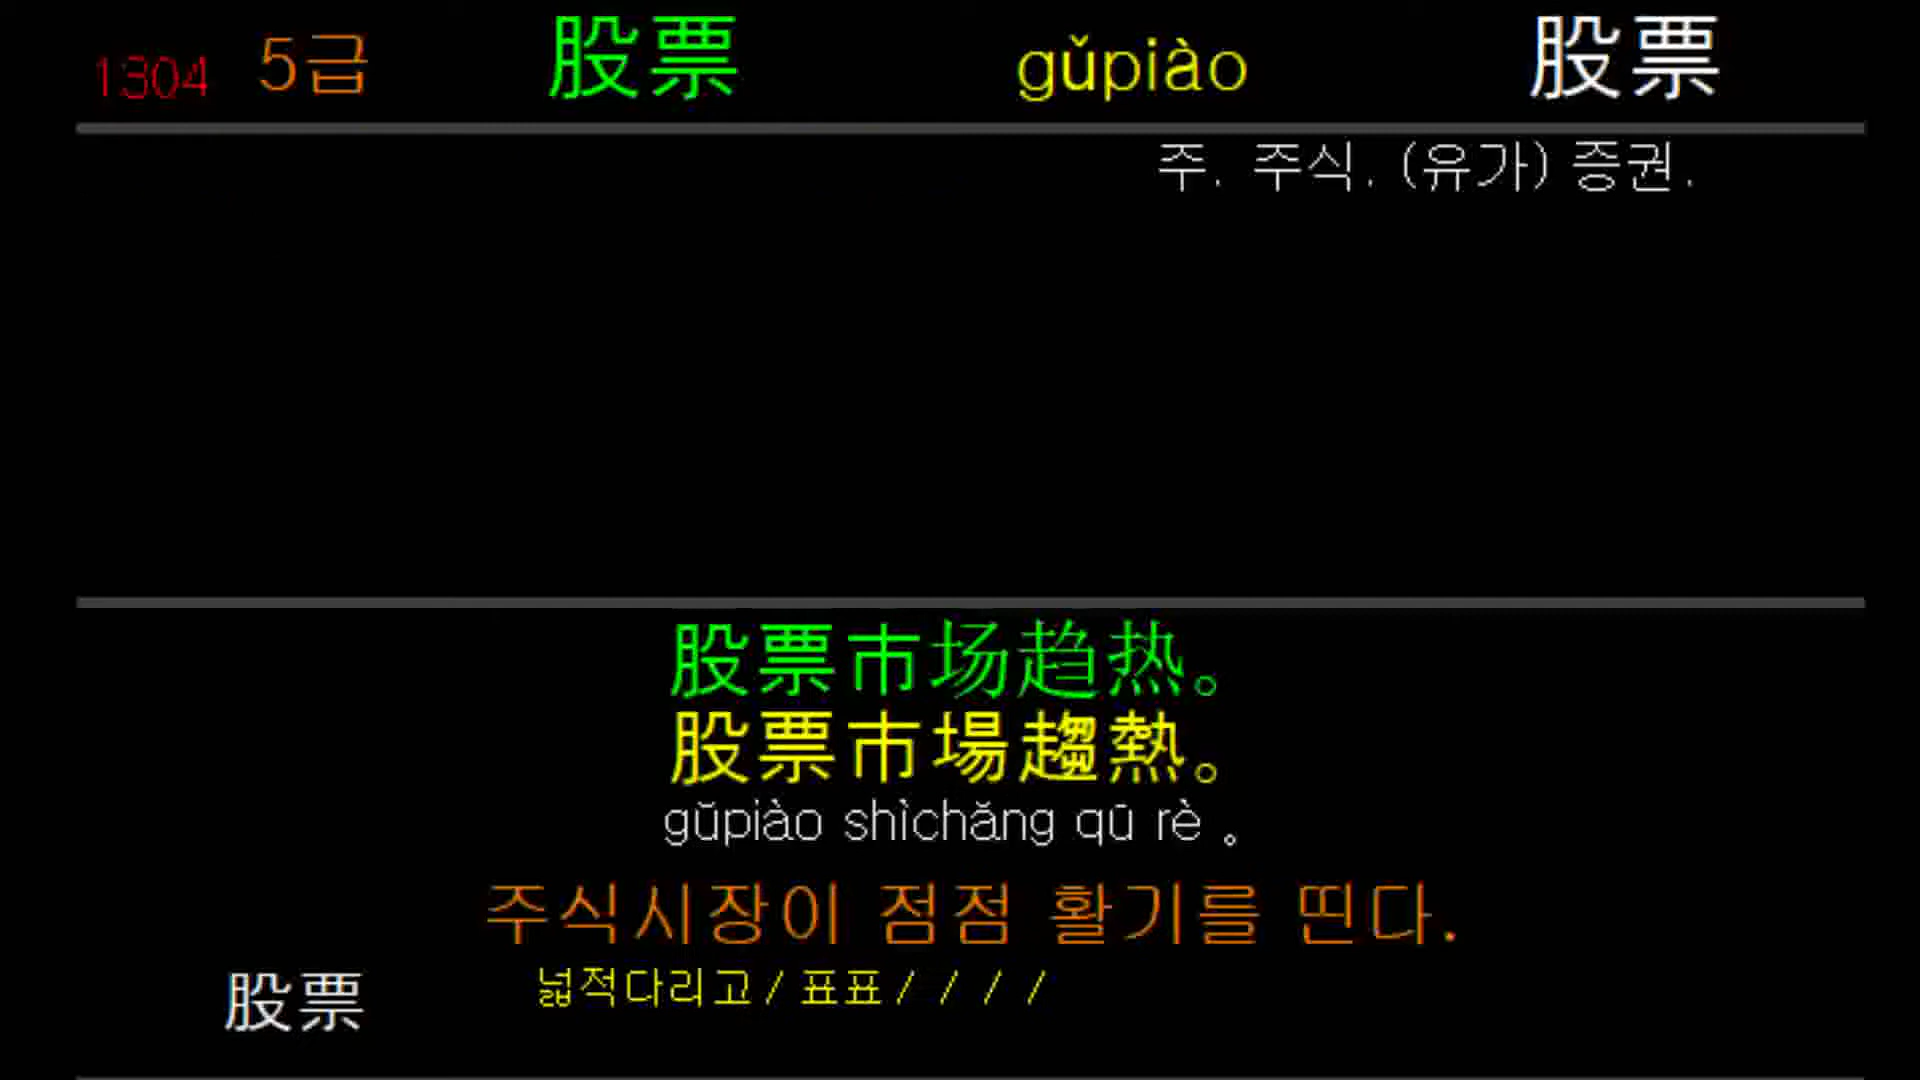 1304 5급 股票 gǔpiào 股票
주. 주식. (유가) 증권.
股票市场趋热。
股票市場趨熱。
gŭpiào shìchăng qū rè 。
주식시장이 점점 활기를 띤다.
股票 넓적다리고/표표/ / / /